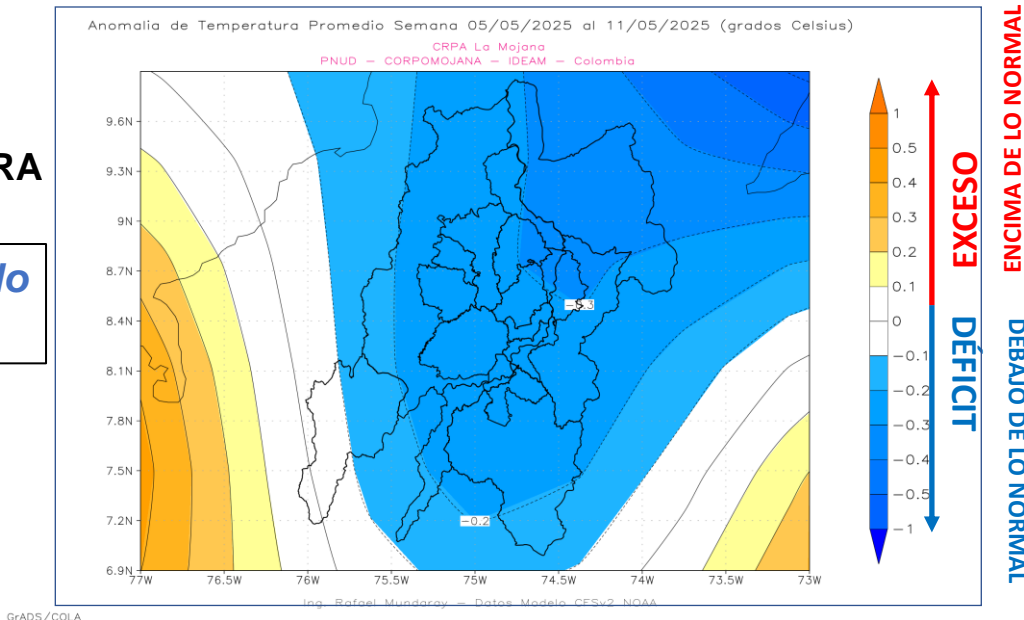 Anomalia de Temperatura Promedio Semana 05/05/2025 al 11/05/2025 (grados Celsius)
CRPA La Mojana
PNUD – CORPOMOJANA – IDEAM – Colombia
RA
lo
9.6N
9.3N
9N
8.7N
8.4N
8.1N
7.8N
7.5N
7.2N
6.9N
77W
76.5W
76W
75.5W
75W
74.5W
74W
73.5W
73W
-0.2
1
0.5
0.4
0.3
0.2
0.1
0
-0.1
-0.2
-0.3
-0.4
-0.5
-1
EXCESO
DÉFICIT
ENCIMA DE LO NORMAL
DEBAJO DE LO NORMAL
Ing. Rafael Mundaray – Datos Modelo CFSv2 NOAA
GrADS/COLA